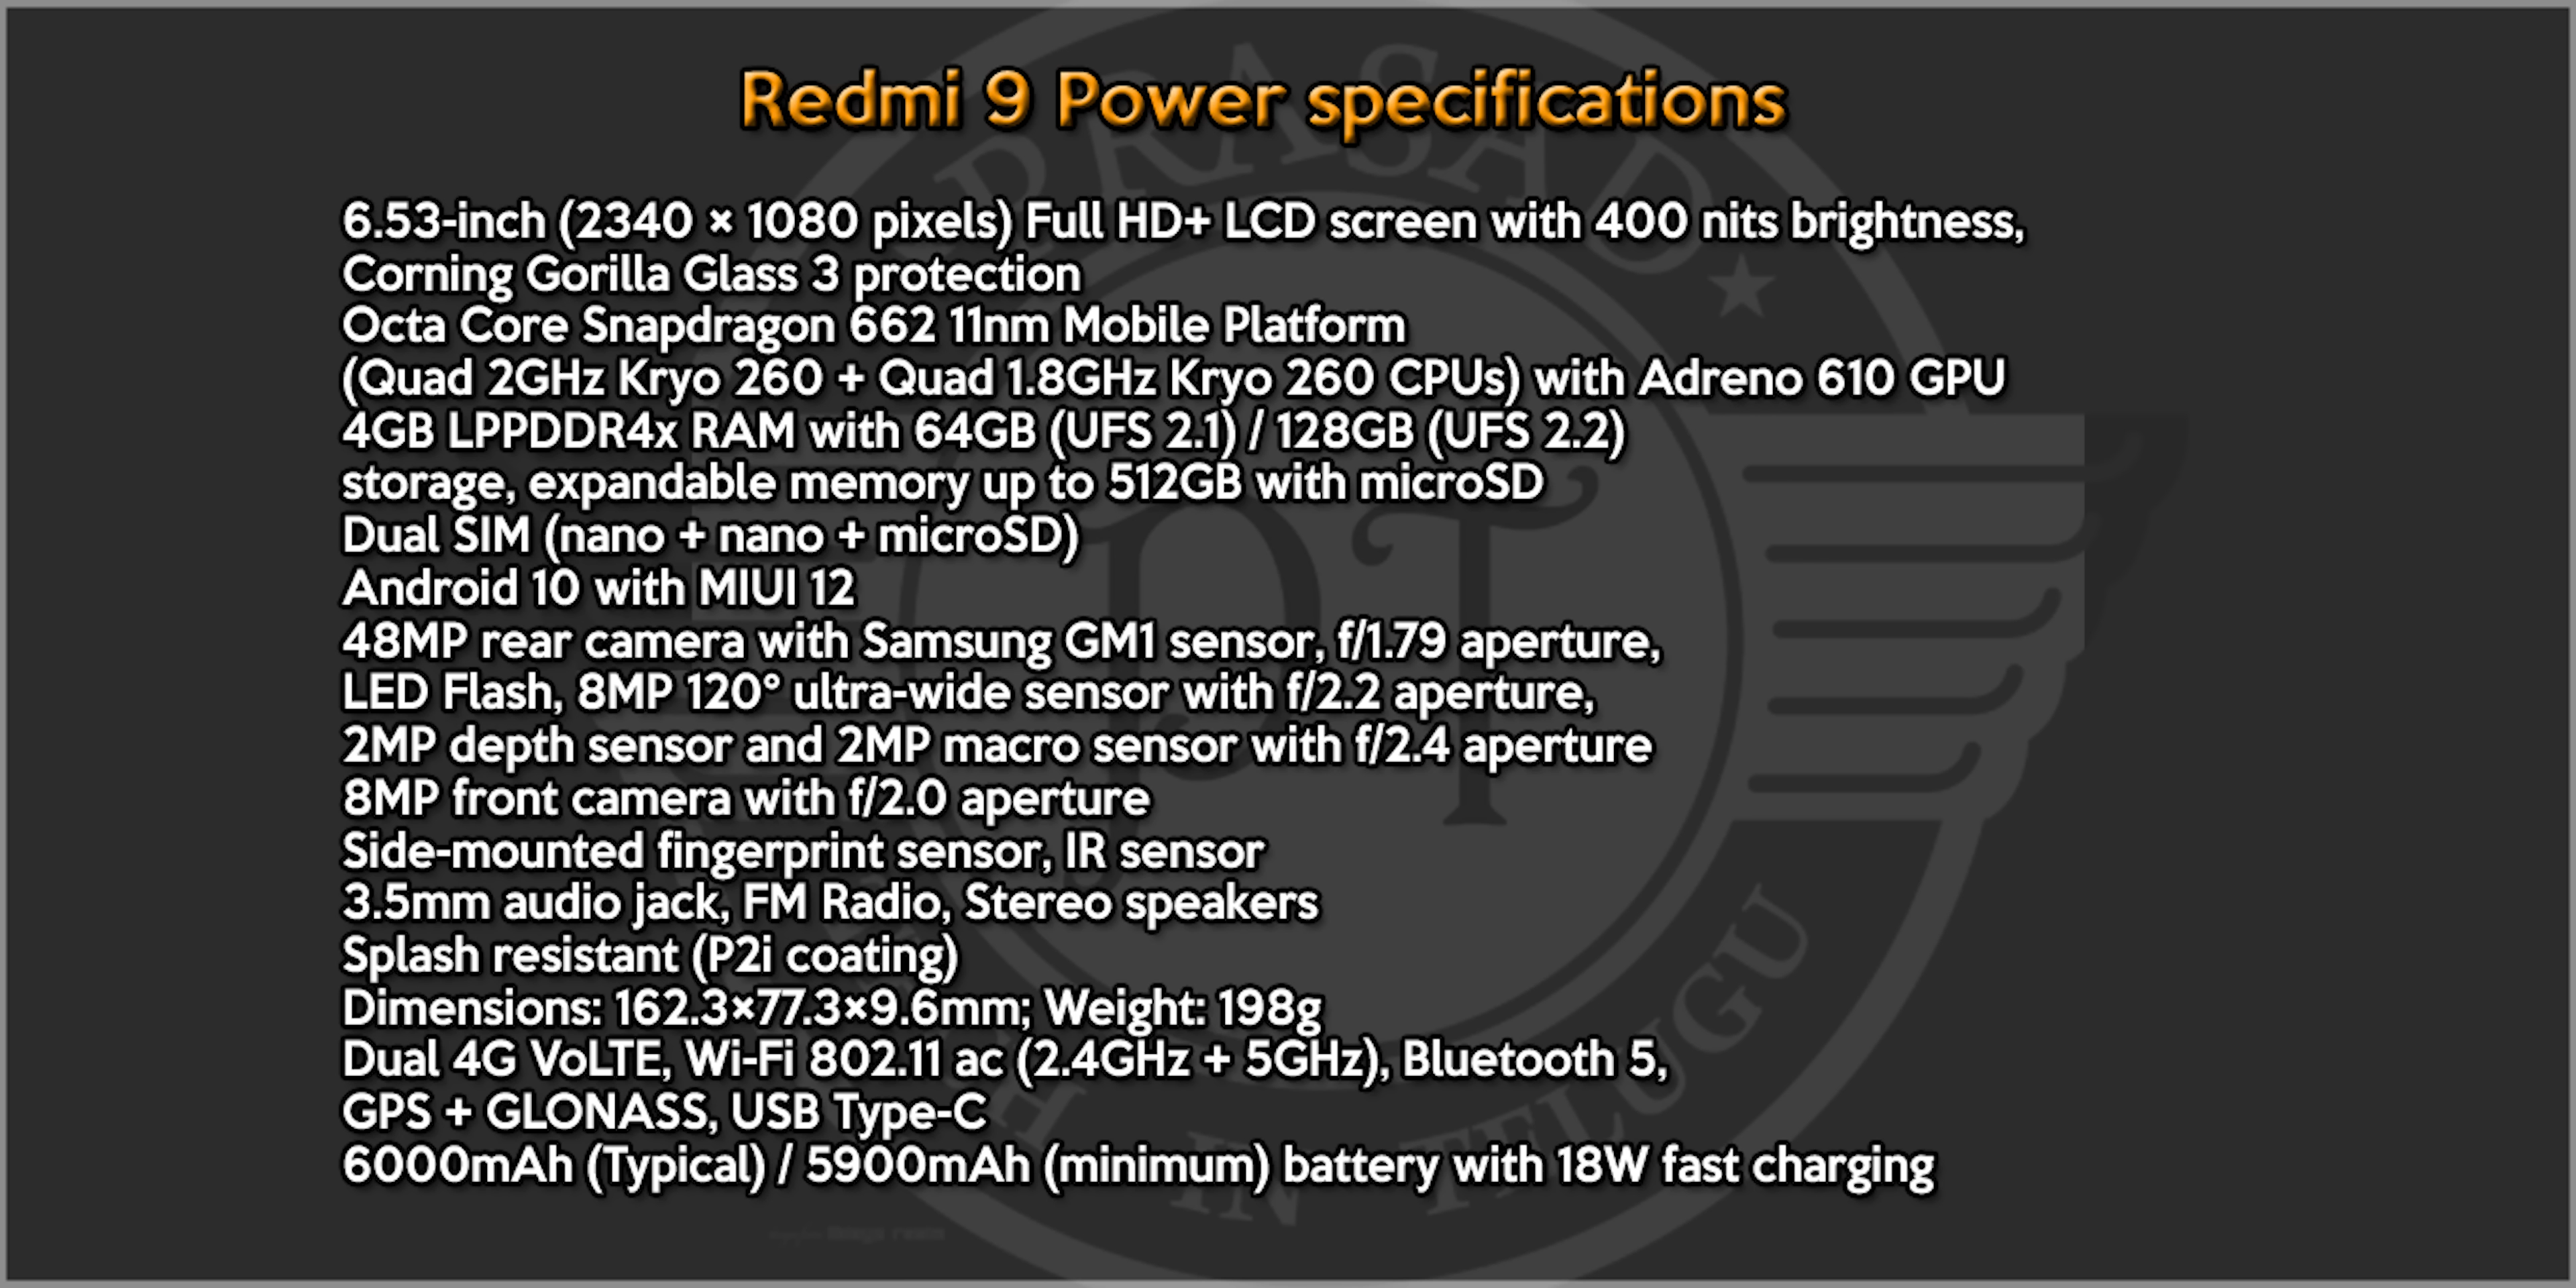 PRASAD
Redmi 9 Power specifications
6.53-inch (2340 × 1080 pixels) Full HD+ LCD screen with 400 nits brightness,
Corning Gorilla Glass 3 protection
Octa Core Snapdragon 662 11nm Mobile Platform
(Quad 2GHz Kryo 260 + Quad 1.8GHz Kryo 260 CPUs) with Adreno 610 GPU
4GB LPPDDR4x RAM with 64GB (UFS 2.1) / 128GB (UFS 2.2)
storage, expandable memory up to 512GB with microSD
Dual SIM (nano + nano + microSD)
Android 10 with MIUI 12
48MP rear camera with Samsung GM1 sensor, f/1.79 aperture,
LED Flash, 8MP 120° ultra-wide sensor with f/2.2 aperture,
2MP depth sensor and 2MP macro sensor with f/2.4 aperture
8MP front camera with f/2.0 aperture
Side-mounted fingerprint sensor, IR sensor
3.5mm audio jack, FM Radio, Stereo speakers
Splash resistant (P2i coating)
Dimensions: 162.3×77.3×9.6mm; Weight: 198g
Dual 4G VoLTE, Wi-Fi 802.11 ac (2.4GHz + 5GHz), Bluetooth 5,
GPS + GLONASS, USB Type-C
6000mAh (Typical) / 5900mAh (minimum) battery with 18W fast charging
PT
IN TELUGU